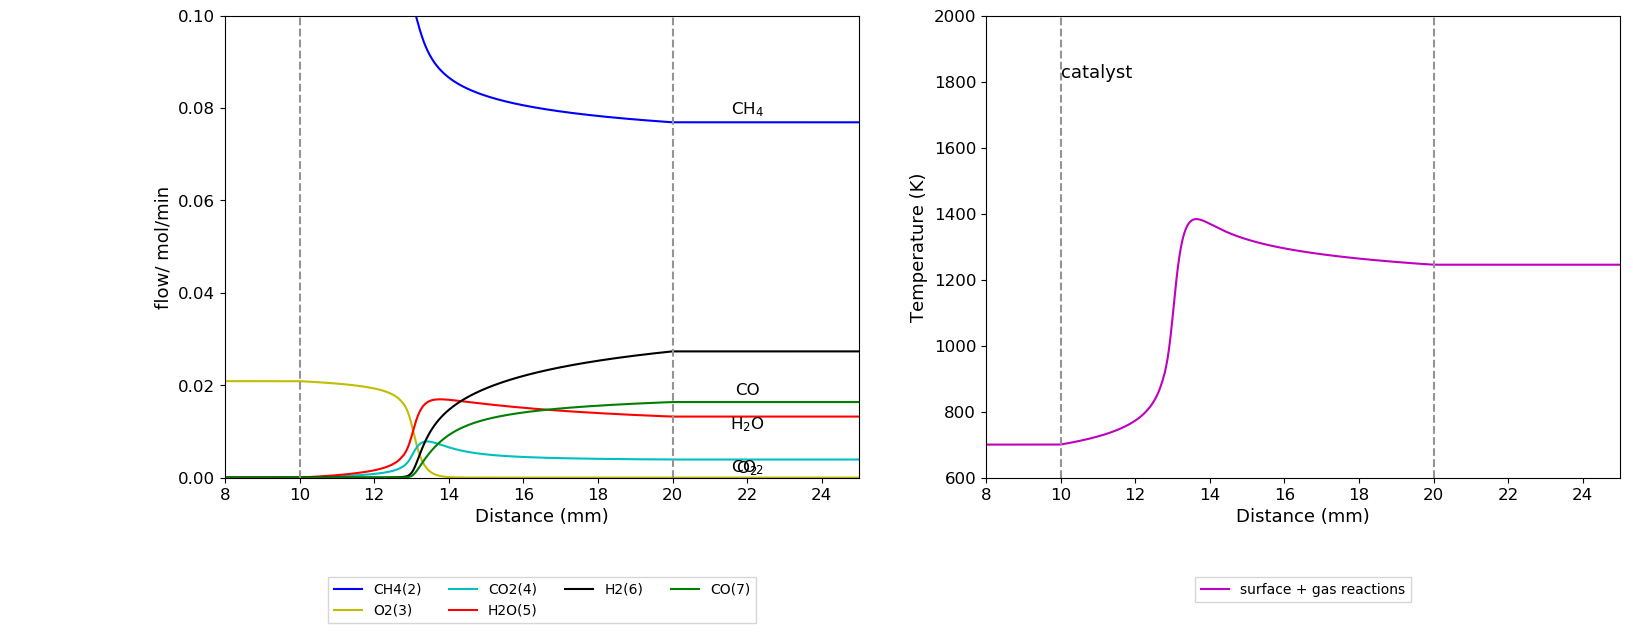 0.10
0.08
0.06
0.04
0.02
0.00
flow/ mol/min
CH₄
CO
H₂O
CO₂
O₂
8 10 12 14 16 18 20 22 24
Distance (mm)
CH4(2) CO2(4) H2(6) CO(7)
O2(3) H2O(5)
2000
1800
1600
1400
1200
1000
800
600
Temperature (K)
catalyst
8 10 12 14 16 18 20 22 24
Distance (mm)
surface + gas reactions